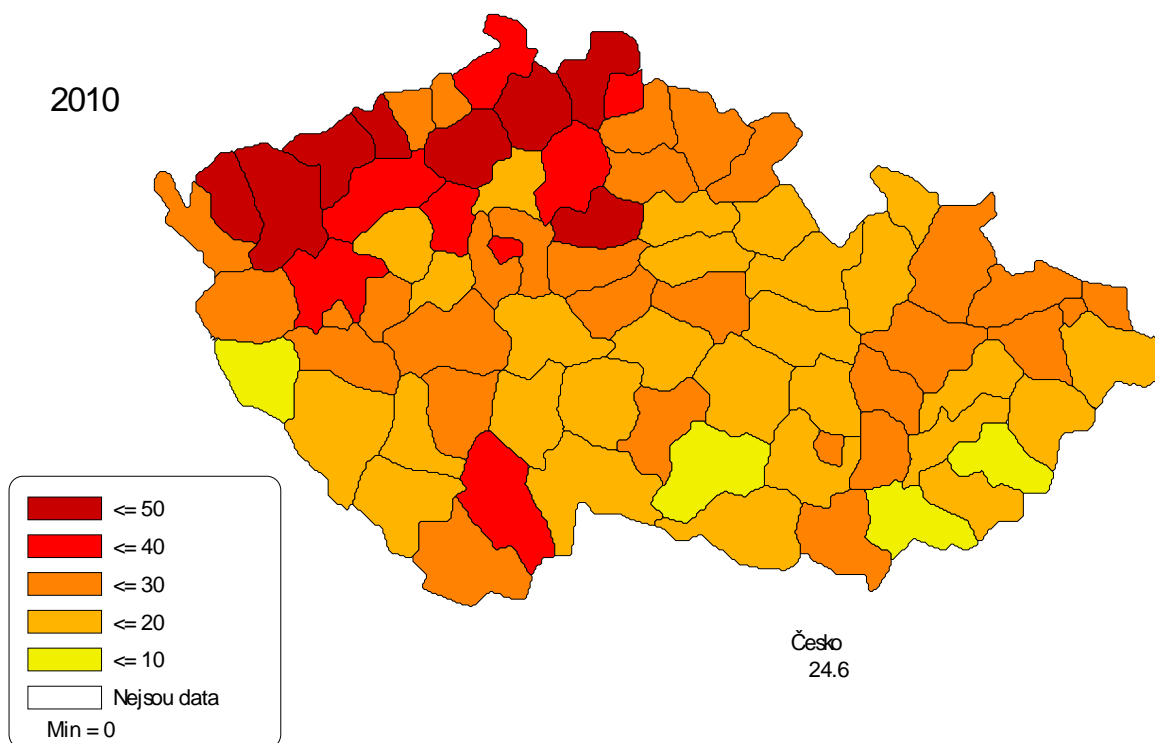 2010
<= 50
<= 40
<= 30
<= 20
<= 10
Nejsou data
Min = 0
Česko
24.6